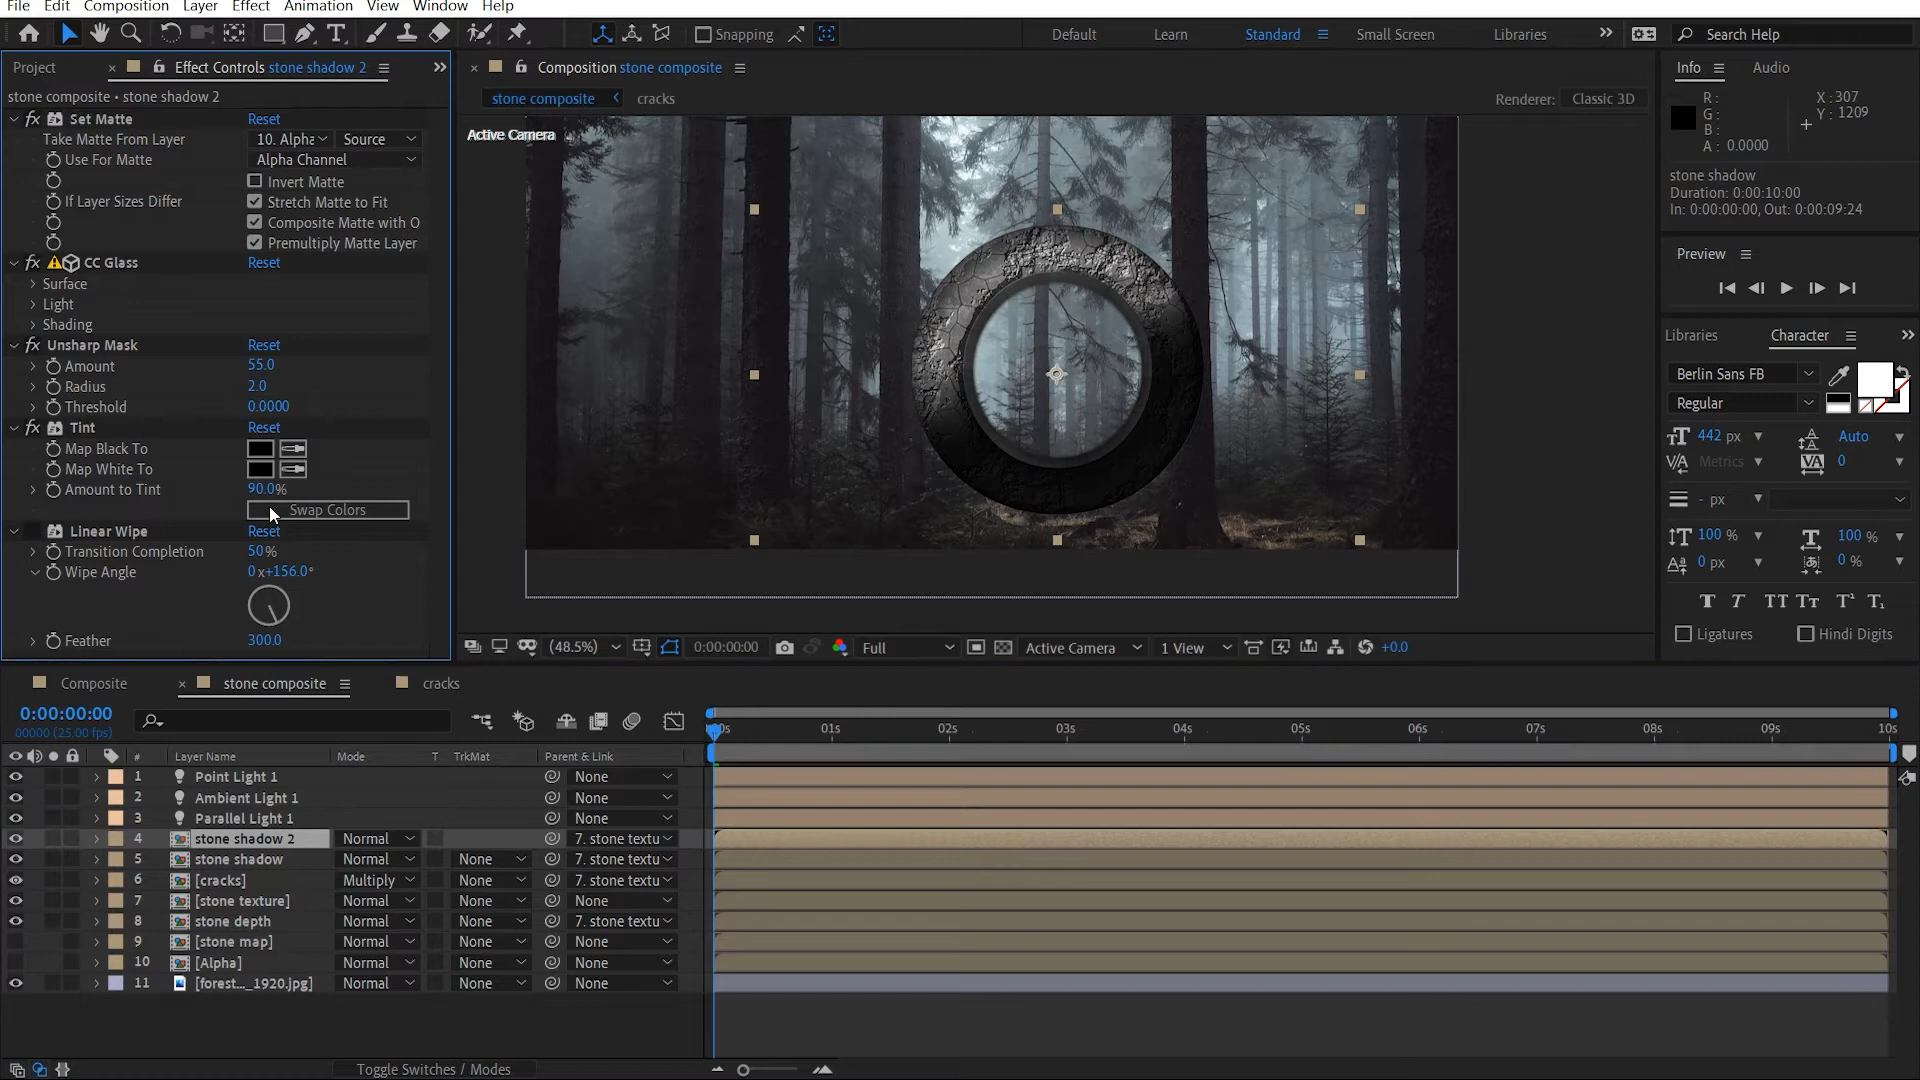 File Edit Composition Layer Effect Animation View Window Help
Snapping Default Learn Standard Small Screen Libraries Search Help
Project Effect Controls stone shadow 2
stone composite • stone shadow 2
fx Set Matte Reset
Take Matte From Layer 10. Alpha Source
Use For Matte Alpha Channel
Invert Matte
If Layer Sizes Differ Stretch Matte to Fit
Composite Matte with O
Premultiply Matte Layer
fx CC Glass Reset
Surface
Light
Shading
fx Unsharp Mask Reset
Amount 55.0
Radius 2.0
Threshold 0.0000
fx Tint Reset
Map Black To
Map White To
Amount to Tint 90.0%
Swap Colors
Linear Wipe Reset
Transition Completion 50%
Wipe Angle 0x+156.0°
Feather 300.0
Composition stone composite
stone composite cracks
Renderer: Classic 3D
Active Camera
(48.5%) 0:00:00:00 Full Active Camera 1 View +0.0
Info Audio
R: X: 307
G: Y: 1209
B:
A: 0.0000
stone shadow
Duration: 0:00:10:00
In: 0:00:00:00, Out: 0:00:09:24
Preview
Libraries Character
Berlin Sans FB
Regular
442 px Auto
Metrics 0
- px
100 % 100 %
0 px 0 %
T T TT Tt T¹ T₁
Ligatures Hindi Digits
Composite stone composite cracks
0:00:00:00
00000 (25.00 fps)
01s 02s 03s 04s 05s 06s 07s 08s 09s 10s
# Layer Name Mode T TrkMat Parent & Link
1 Point Light 1 None
2 Ambient Light 1 None
3 Parallel Light 1 None
4 stone shadow 2 Normal 7. stone textu
5 stone shadow Normal None 7. stone textu
6 [cracks] Multiply None 7. stone textu
7 [stone texture] Normal None None
8 stone depth Normal None 7. stone textu
9 [stone map] Normal None None
10 [Alpha] Normal None None
11 [forest..._1920.jpg] Normal None None
Toggle Switches / Modes